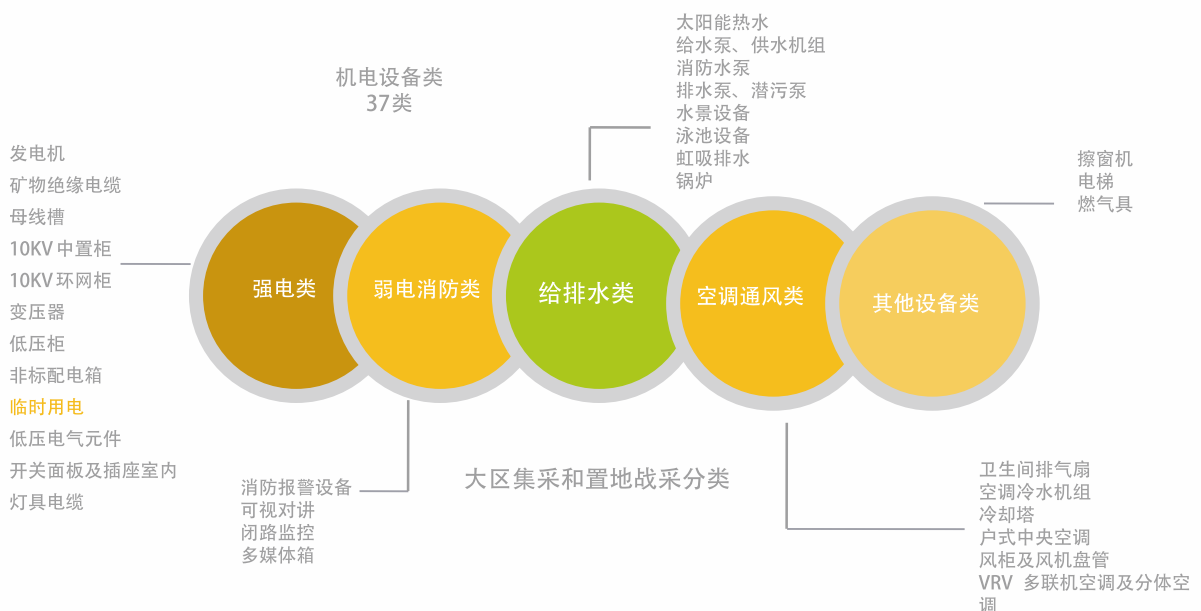 机电设备类
37类
太阳能热水
给水泵、供水机组
消防水泵
排水泵、潜污泵
水景设备
泳池设备
虹吸排水
锅炉
擦窗机
电梯
燃气具
发电机
矿物绝缘电缆
母线槽
10KV 中置柜
10KV 环网柜
变压器
低压柜
非标配电箱
临时用电
低压电气元件
开关面板及插座室内
灯具电缆
强电类
弱电消防类
给排水类
空调通风类
其他设备类
消防报警设备
可视对讲
闭路监控
多媒体箱
大区集采和置地战采分类
卫生间排气扇
空调冷水机组
冷却塔
户式中央空调
风柜及风机盘管
VRV 多联机空调及分体空
调